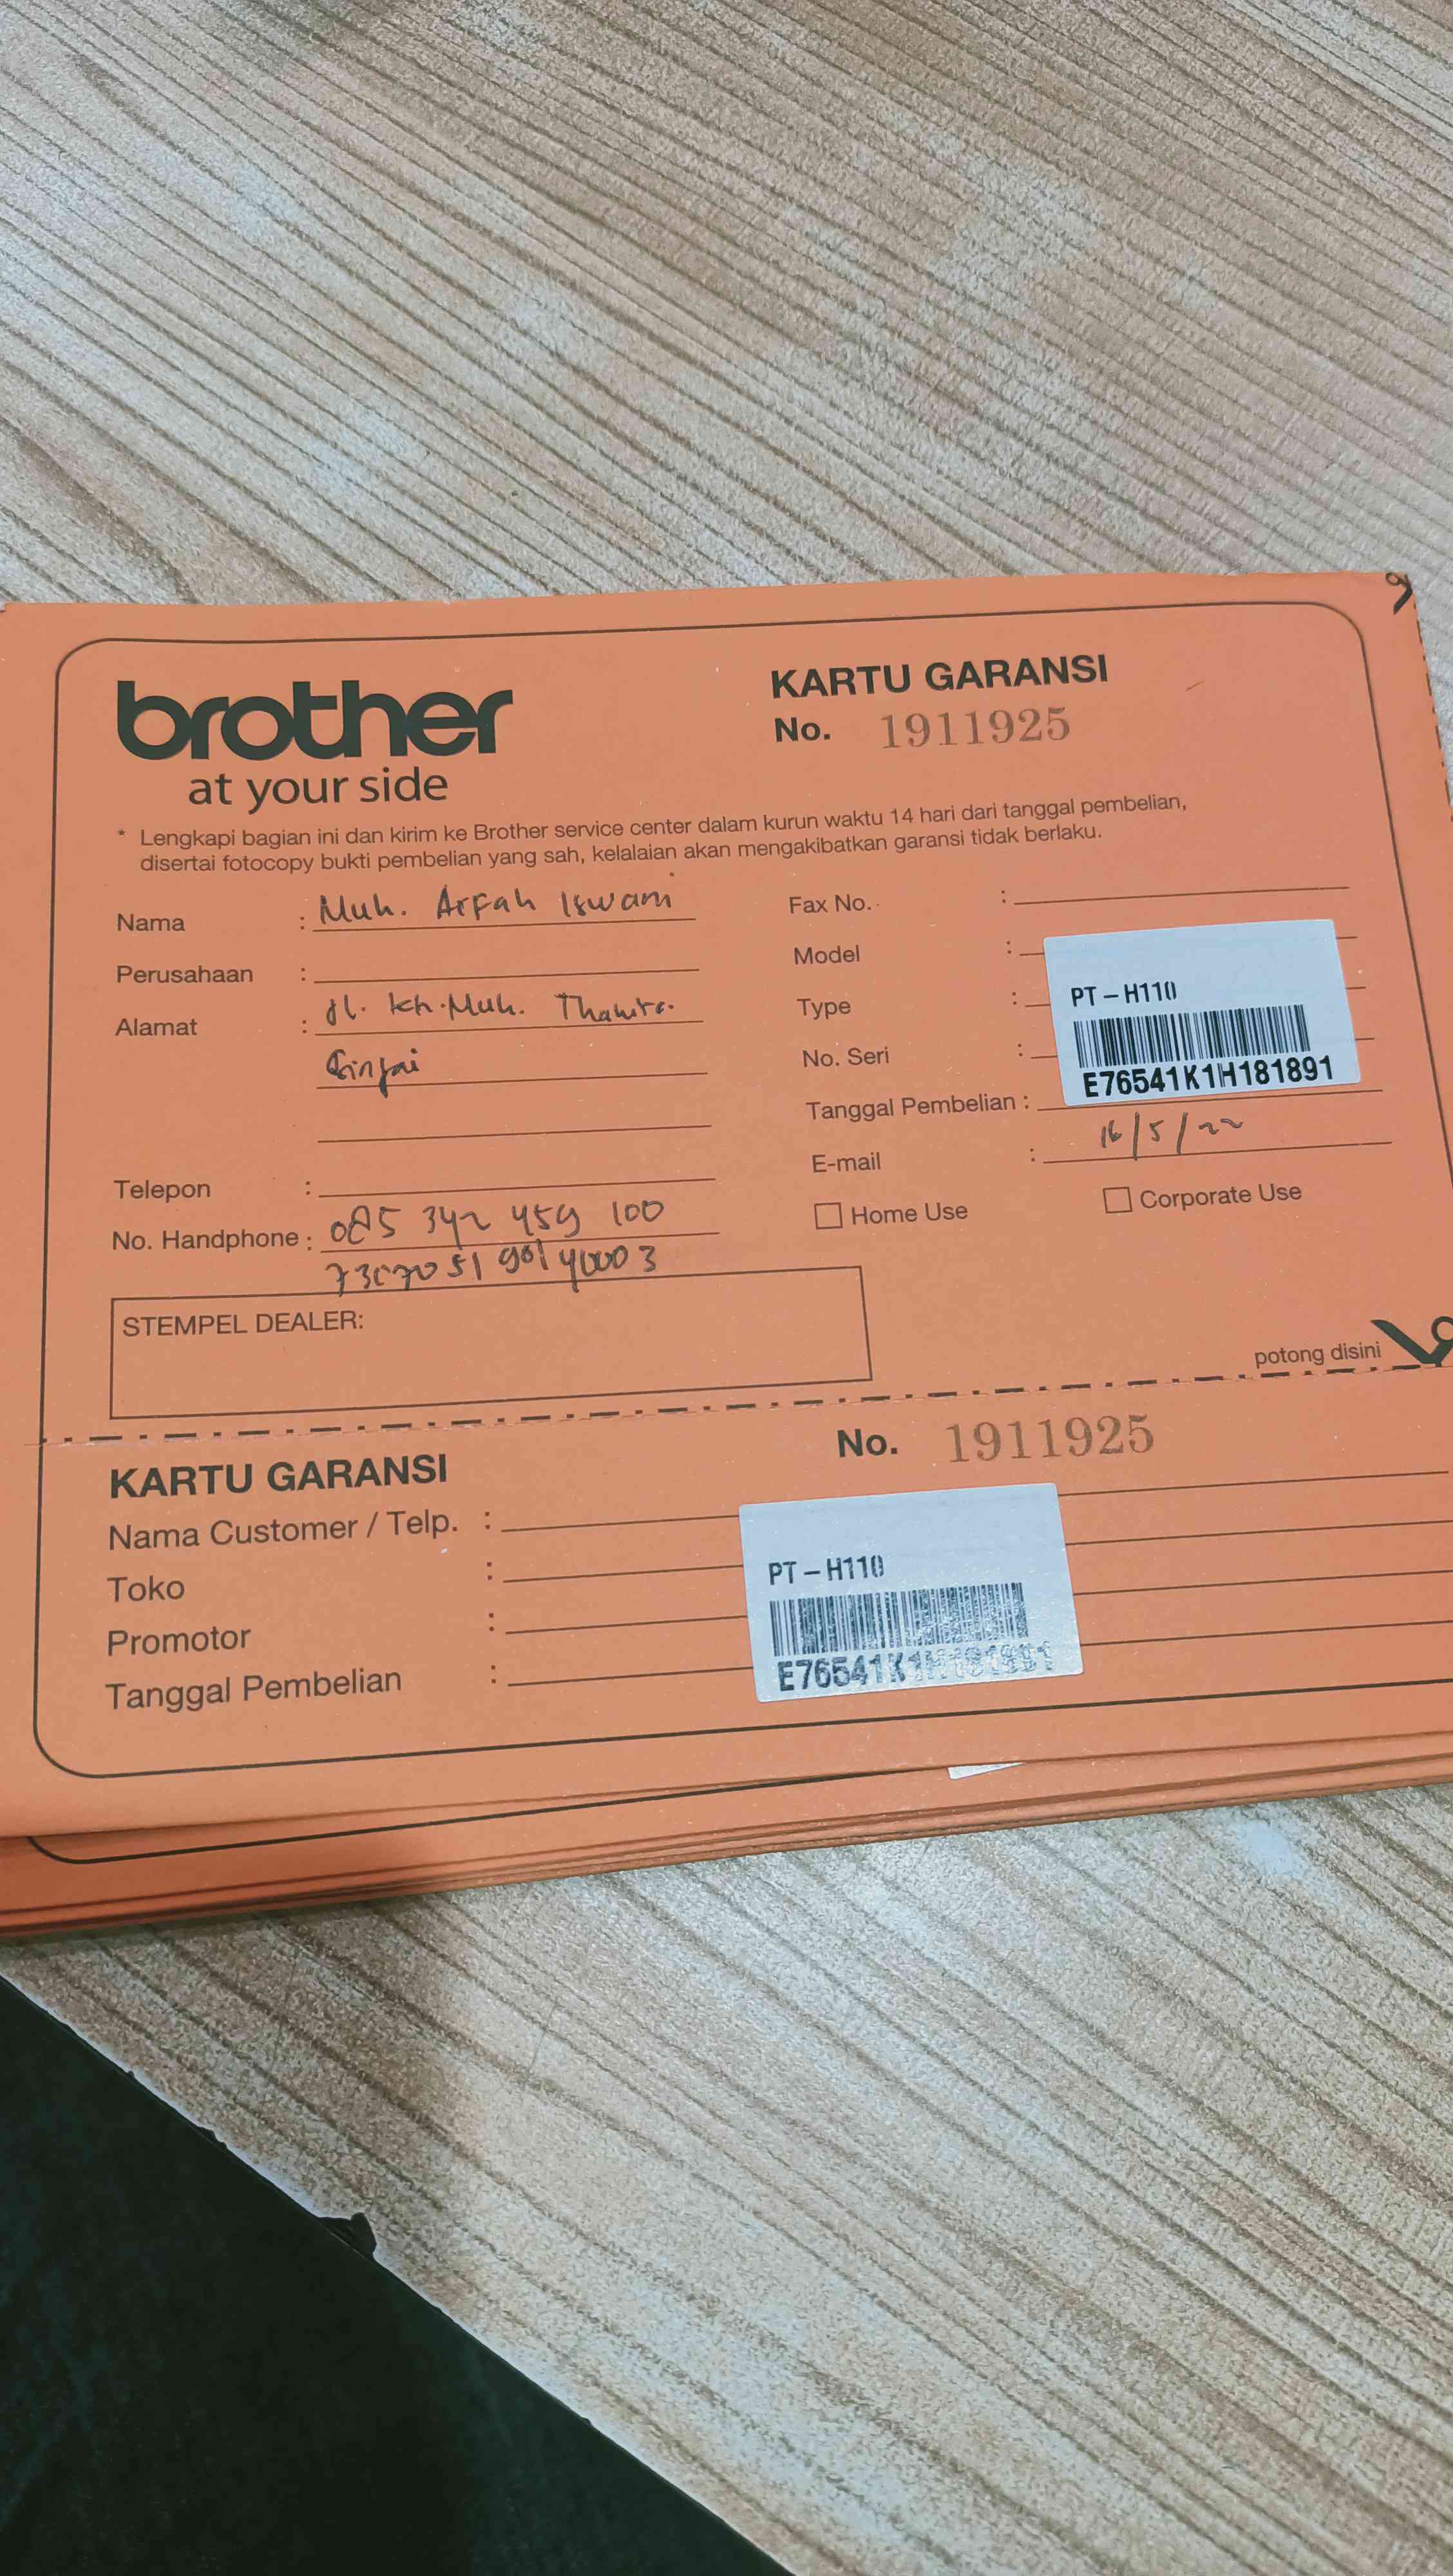 brother
at your side
KARTU GARANSI
No. 1911925
* Lengkapi bagian ini dan kirim ke Brother service center dalam kurun waktu 14 hari dari tanggal pembelian,
disertai fotocopy bukti pembelian yang sah, kelalaian akan mengakibatkan garansi tidak berlaku.
Nama : Muh. Arfah Iswani
Perusahaan :
Alamat : Jl. Kh. Muh.
Sinjai
Telepon :
No. Handphone : 085 342 459 100
Fax No. :
Model :
Type :
No. Seri :
PT-H110
E76541K1H181891
Tanggal Pembelian :
16/5/22
E-mail :
Home Use
Corporate Use
STEMPEL DEALER:
potong disini
KARTU GARANSI
No. 1911925
Nama Customer / Telp. :
Toko :
Promotor :
Tanggal Pembelian :
PT-H110
E76541K1H181891